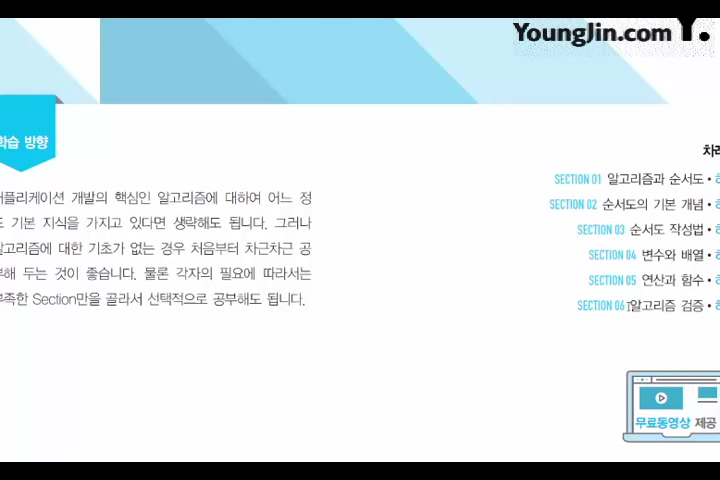 YoungJin.com Y.
학습 방향
어플리케이션 개발의 핵심인 알고리즘에 대하여 어느 정
도 기본 지식을 가지고 있다면 생략해도 됩니다. 그러나
알고리즘에 대한 기초가 없는 경우 처음부터 차근차근 공
부해 두는 것이 좋습니다. 물론 각자의 필요에 따라서는
부족한 Section만을 골라서 선택적으로 공부해도 됩니다.
차례
SECTION 01 알고리즘과 순서도 •
SECTION 02 순서도의 기본 개념 •
SECTION 03 순서도 작성법 •
SECTION 04 변수와 배열 •
SECTION 05 연산과 함수 •
SECTION 06 알고리즘 검증 •
무료동영상 제공